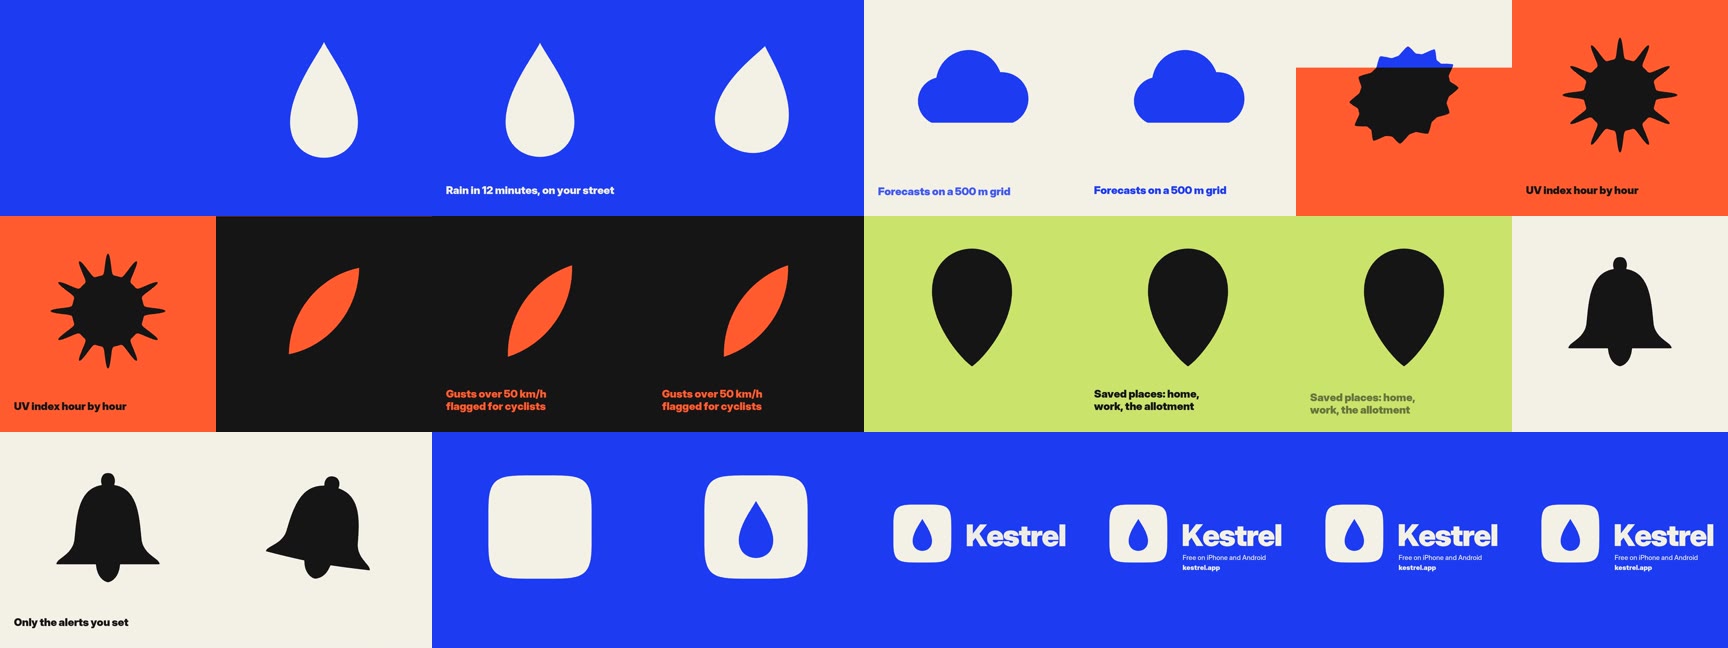 Rain in 12 minutes, on your street
Forecasts on a 500 m grid
Forecasts on a 500 m grid
UV index hour by hour
UV index hour by hour
Gusts over 50 km/h
flagged for cyclists
Gusts over 50 km/h
flagged for cyclists
Saved places: home,
work, the allotment
Saved places: home,
work, the allotment
Only the alerts you set
Kestrel
Kestrel
Free on iPhone and Android
kestrel.app
Kestrel
Free on iPhone and Android
kestrel.app
Kestrel
Free on iPhone and Android
kestrel.app